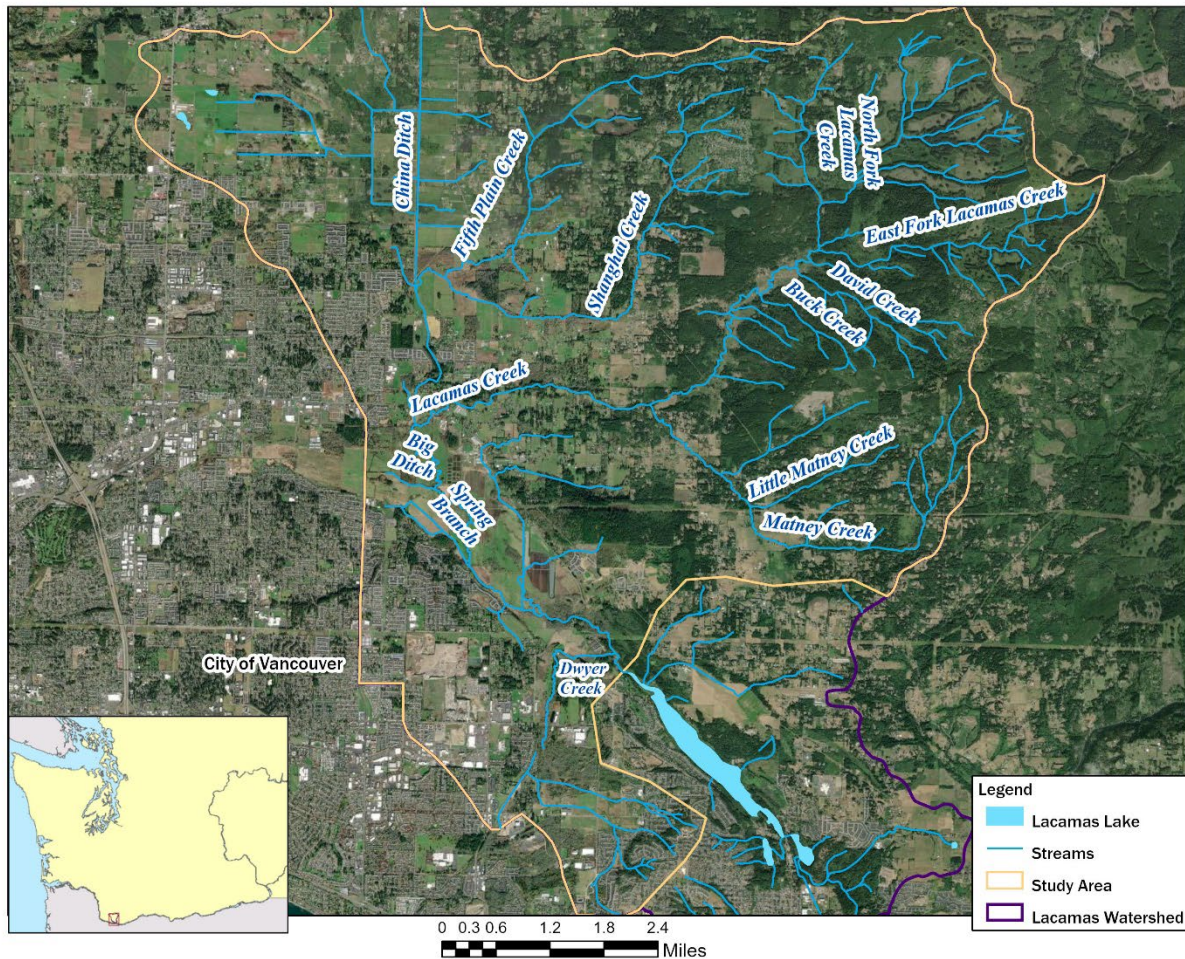 China Ditch
Fifth Plain Creek
Shanghai Creek
North Fork
Lacamas
Creek
East Fork Lacamas Creek
David Creek
Buck Creek
Lacamas Creek
Big
Ditch
Spring
Branch
Little Matney Creek
Matney Creek
City of Vancouver
Dwyer
Creek
Legend
Lacamas Lake
Streams
Study Area
Lacamas Watershed
0 0.3 0.6 1.2 1.8 2.4
Miles